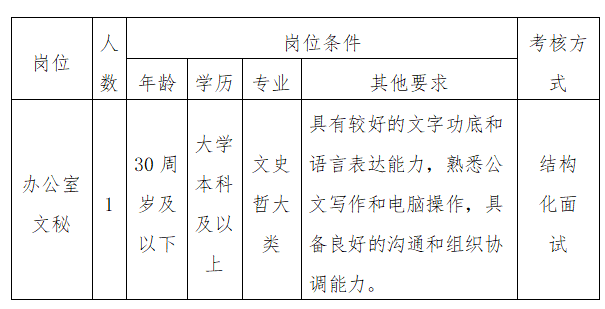 岗位
人数
岗位条件
考核方式
年龄
学历
专业
其他要求
办公室
文秘
1
30 周
岁及
以下
大学
本科
及以
上
文史
哲大
类
具有较好的文字功底和
语言表达能力，熟悉公
文写作和电脑操作，具
备良好的沟通和组织协
调能力。
结构
化面
试